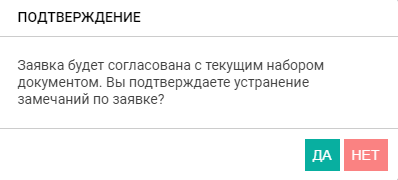 ПОДТВЕРЖДЕНИЕ
Заявка будет согласована с текущим набором
документом. Вы подтверждаете устранение
замечаний по заявке?
ДА НЕТ